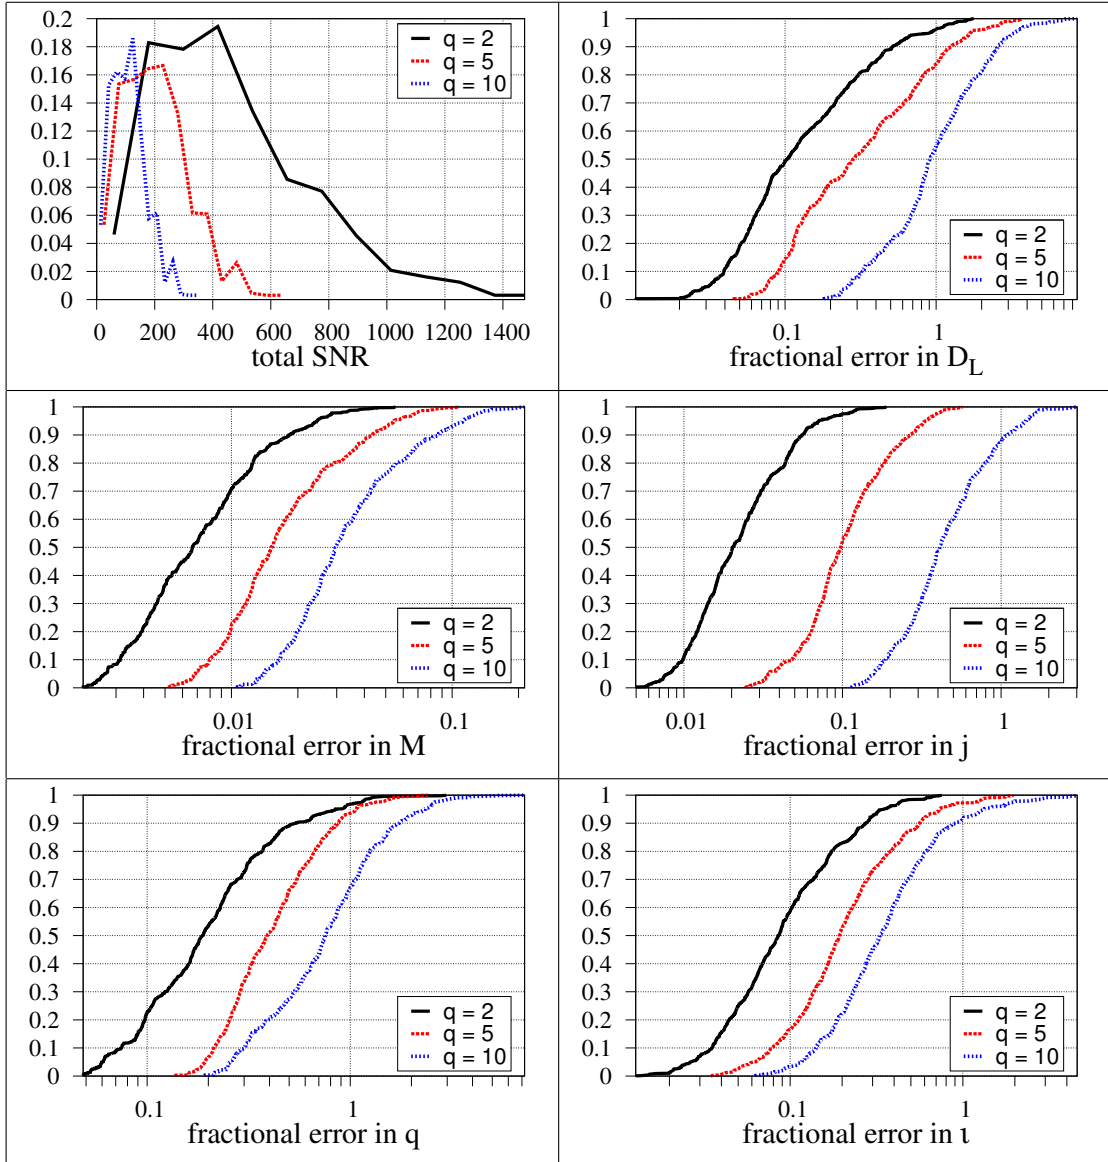 0.2
0.18
0.16
0.14
0.12
0.1
0.08
0.06
0.04
0.02
0
0 200 400 600 800 1000 1200 1400
total SNR
q = 2
q = 5
q = 10
1
0.9
0.8
0.7
0.6
0.5
0.4
0.3
0.2
0.1
0
0.1 1
fractional error in D_L
q = 2
q = 5
q = 10
1
0.9
0.8
0.7
0.6
0.5
0.4
0.3
0.2
0.1
0
0.01 0.1
fractional error in M
q = 2
q = 5
q = 10
1
0.9
0.8
0.7
0.6
0.5
0.4
0.3
0.2
0.1
0
0.01 0.1 1
fractional error in j
q = 2
q = 5
q = 10
1
0.9
0.8
0.7
0.6
0.5
0.4
0.3
0.2
0.1
0
0.1 1
fractional error in q
q = 2
q = 5
q = 10
1
0.9
0.8
0.7
0.6
0.5
0.4
0.3
0.2
0.1
0
0.1 1
fractional error in ι
q = 2
q = 5
q = 10